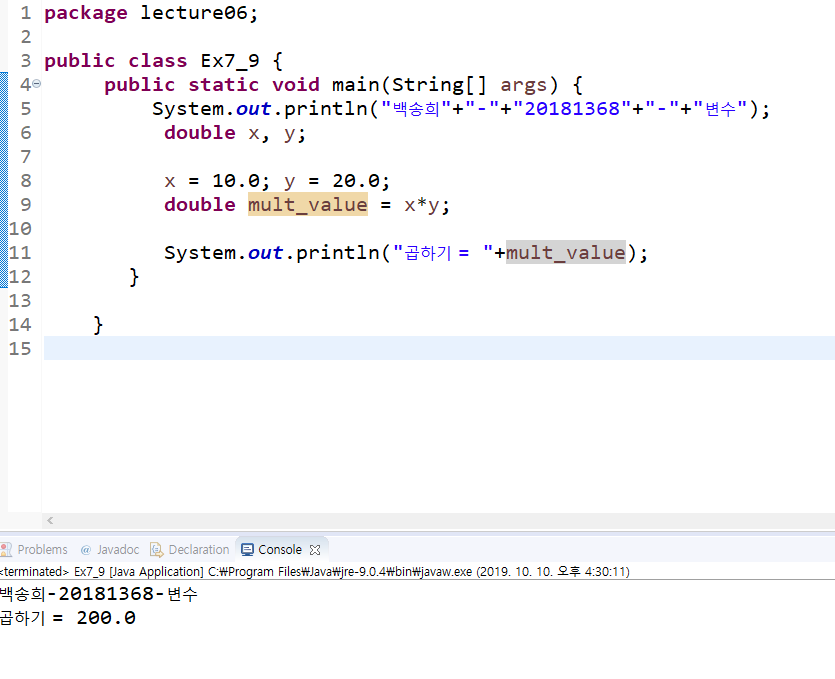 1 package lecture06;
2
3 public class Ex7_9 {
4 public static void main(String[] args) {
5 System.out.println("백송희"+"-"+"20181368"+"-"+"변수");
6 double x, y;
7
8 x = 10.0; y = 20.0;
9 double mult_value = x*y;
10
11 System.out.println("곱하기 = "+mult_value);
12 }
13
14 }
15
Problems @ Javadoc Declaration Console
<terminated> Ex7_9 [Java Application] C:₩Program Files₩Java₩jre-9.0.4₩bin₩javaw.exe (2019. 10. 10. 오후 4:30:11)
백송희-20181368-변수
곱하기 = 200.0